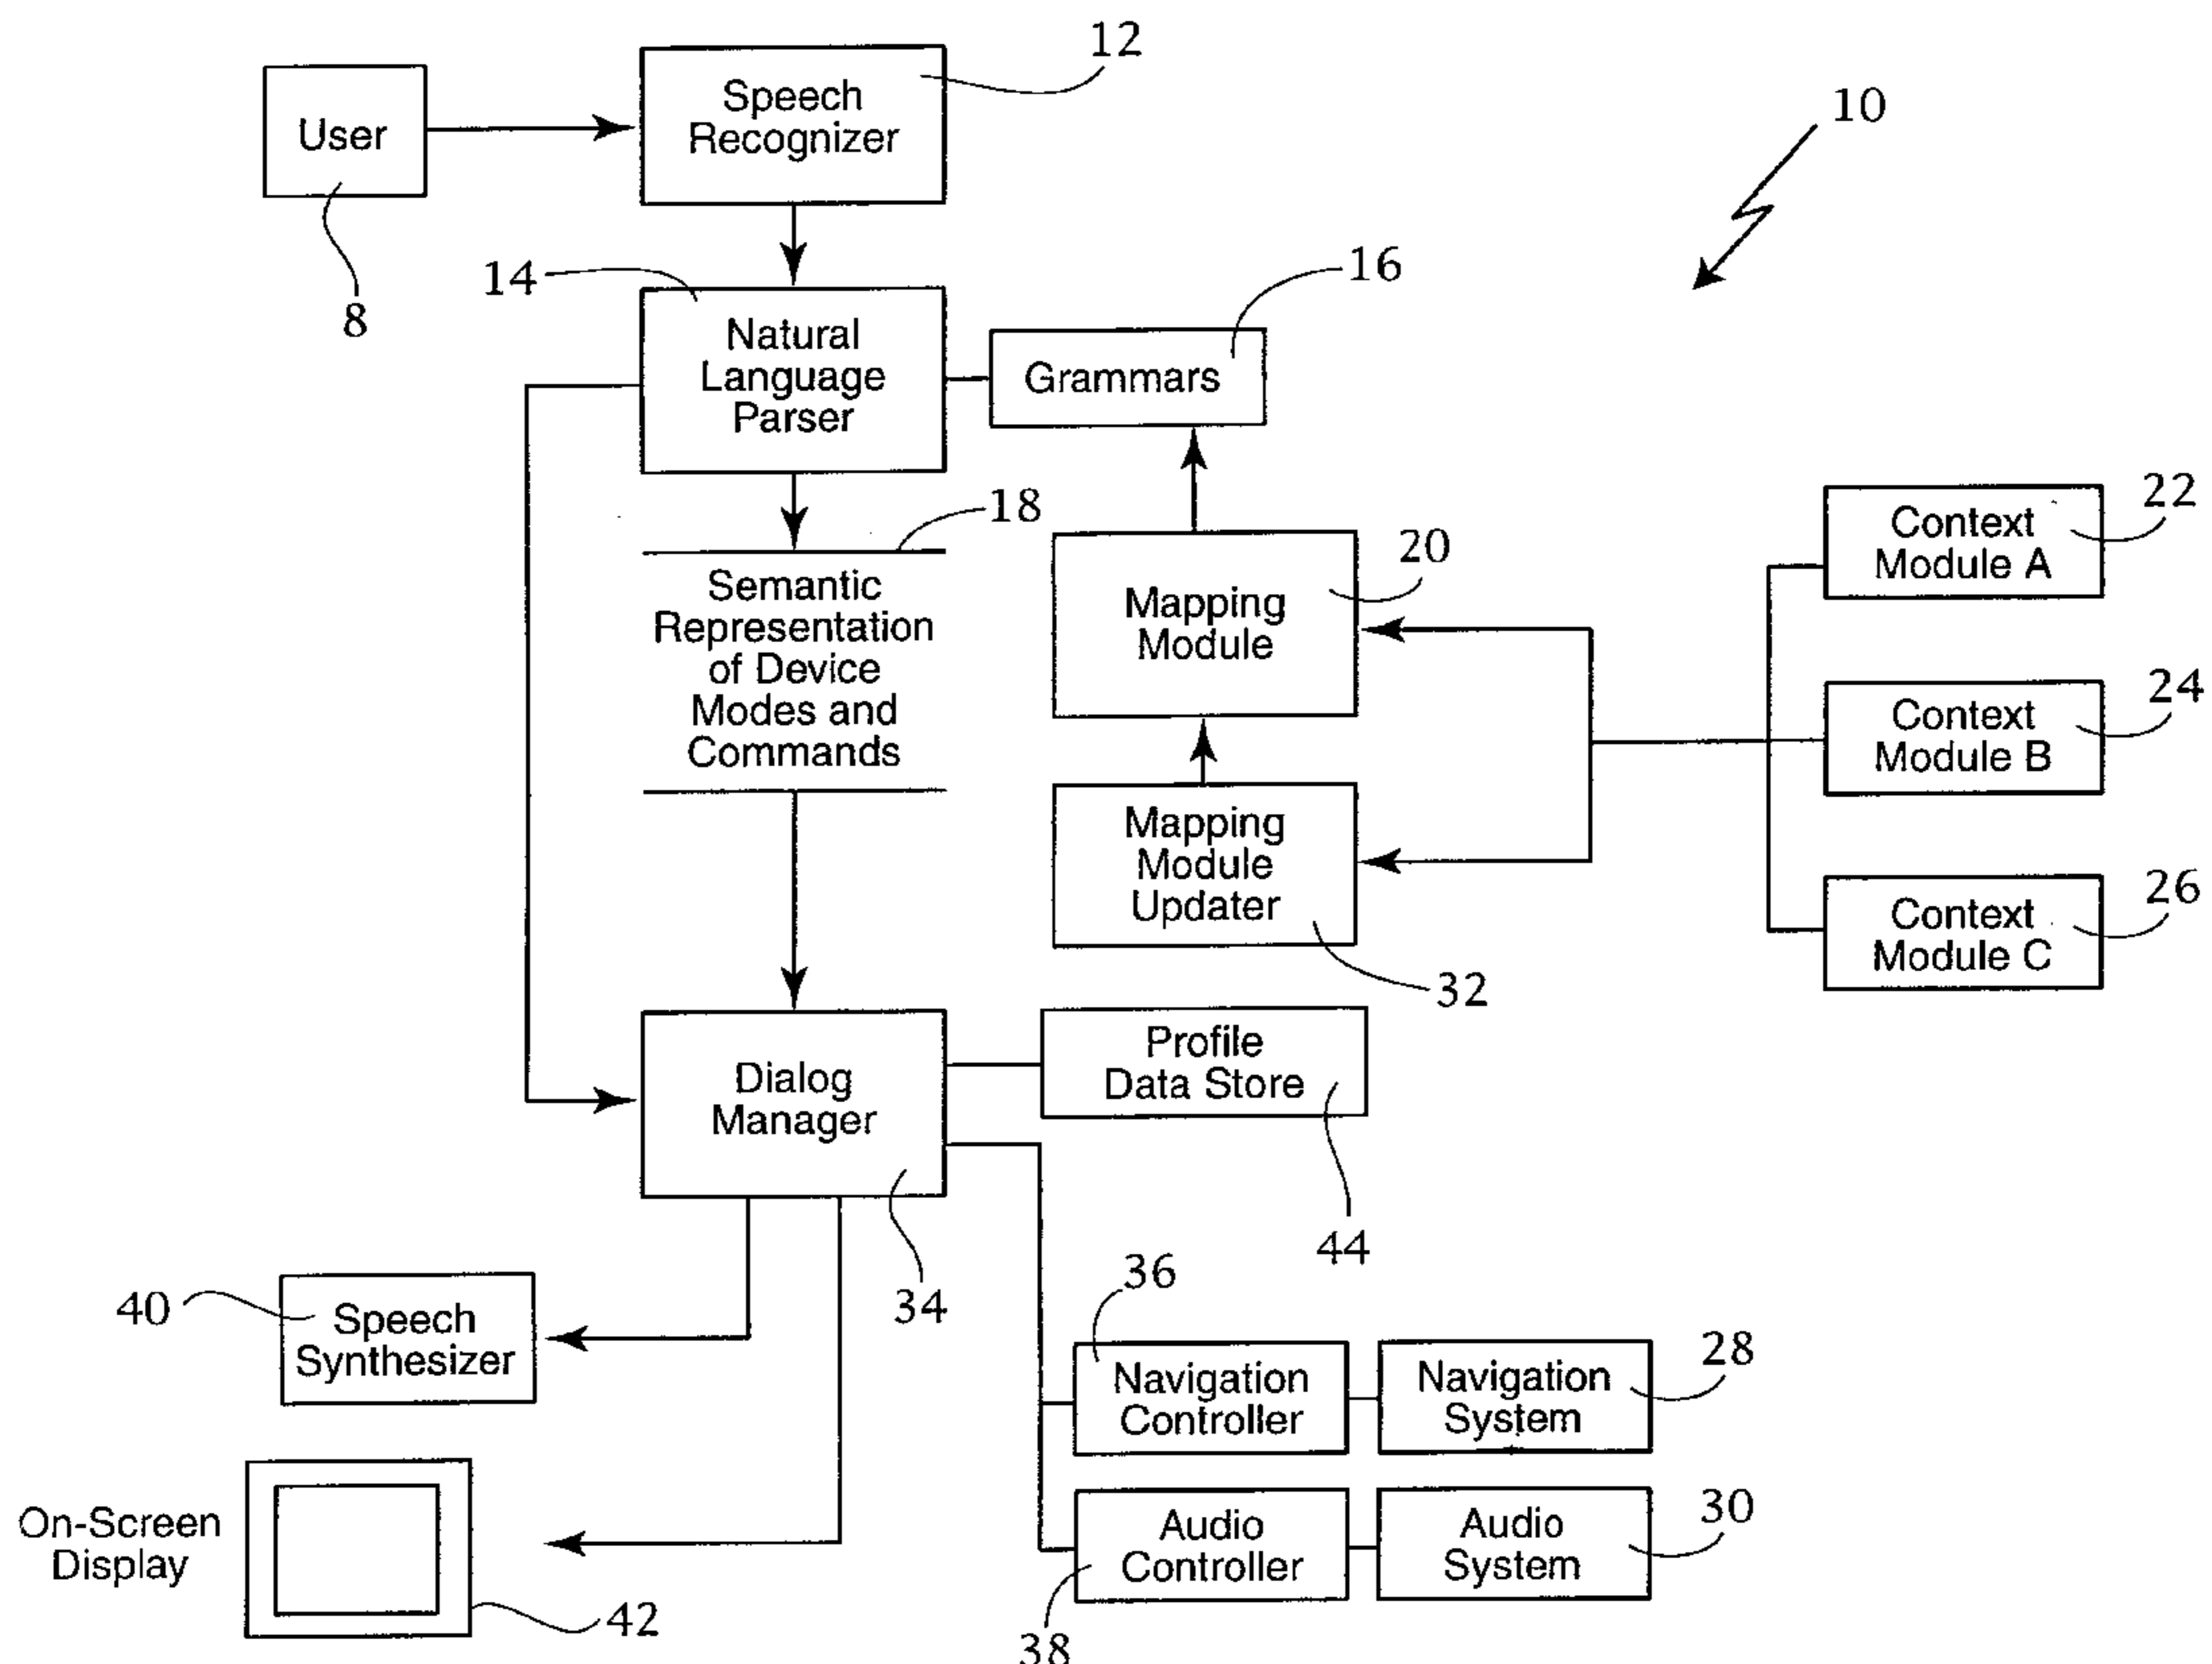 12
Speech
Recognizer
User
10
8
14
16
Natural
Language
Parser
Grammars
18
22
Context
Module A
20
Semantic
Representation
of Device
Modes and
Commands
Mapping
Module
24
Context
Module B
Mapping
Module
Updater
26
Context
Module C
32
Profile
Data Store
Dialog
Manager
44
34
36
40
Speech
Synthesizer
28
Navigation
Controller
Navigation
System
30
On-Screen
Display
Audio
Controller
Audio
System
42
38